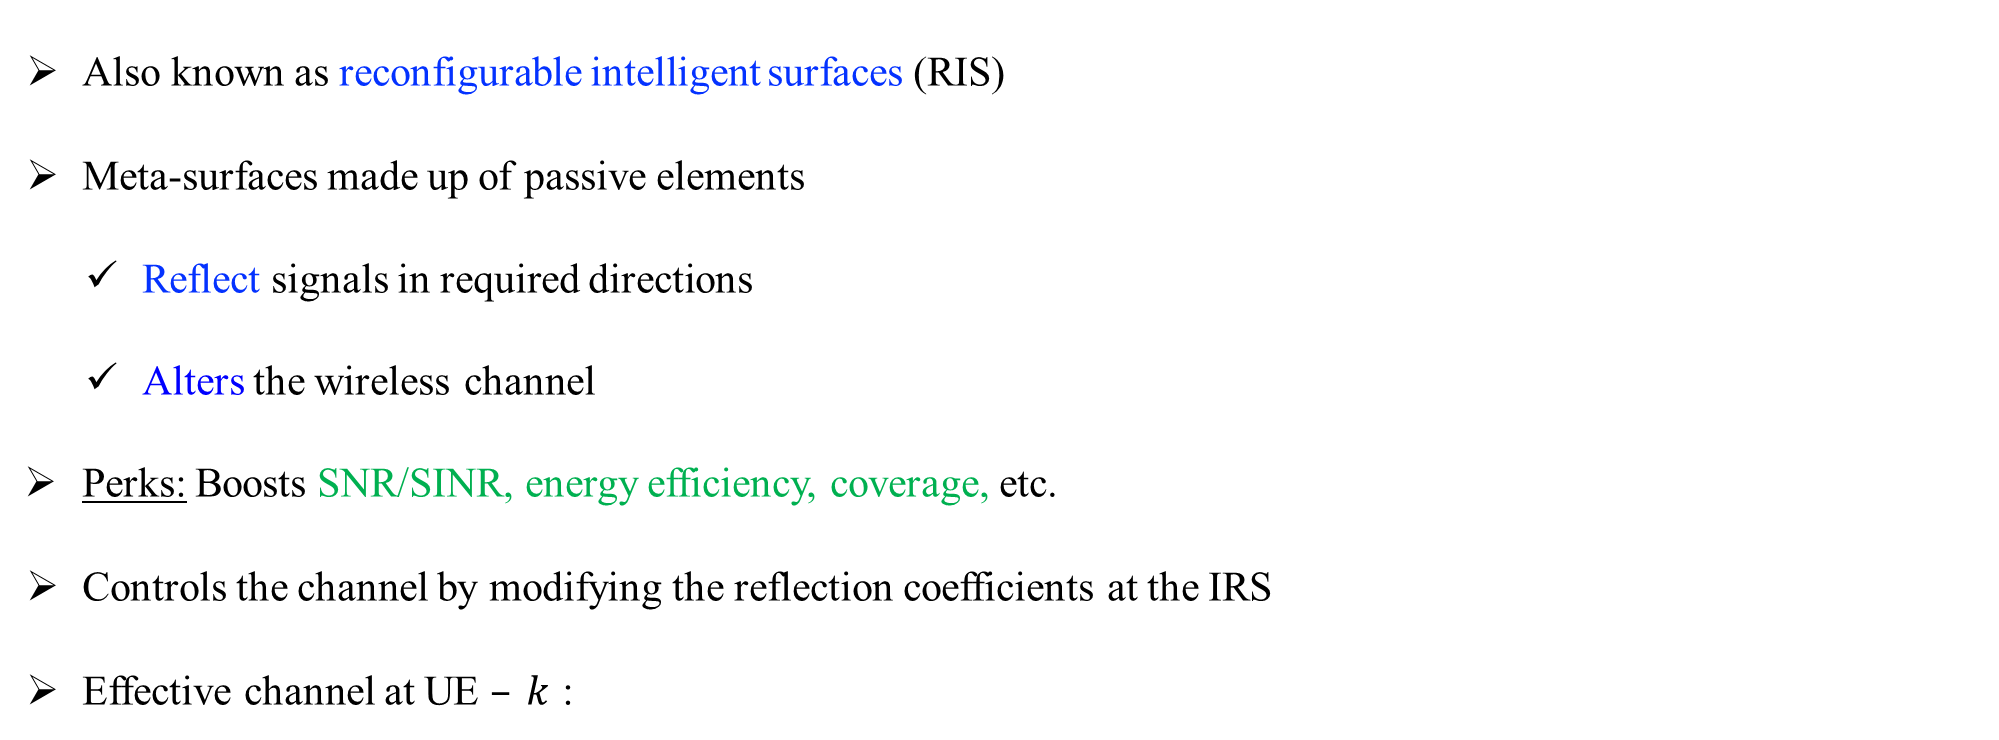 ➢ Also known as reconfigurable intelligent surfaces (RIS)
➢ Meta-surfaces made up of passive elements
✓ Reflect signals in required directions
✓ Alters the wireless channel
➢ Perks: Boosts SNR/SINR, energy efficiency, coverage, etc.
➢ Controls the channel by modifying the reflection coefficients at the IRS
➢ Effective channel at UE – k :